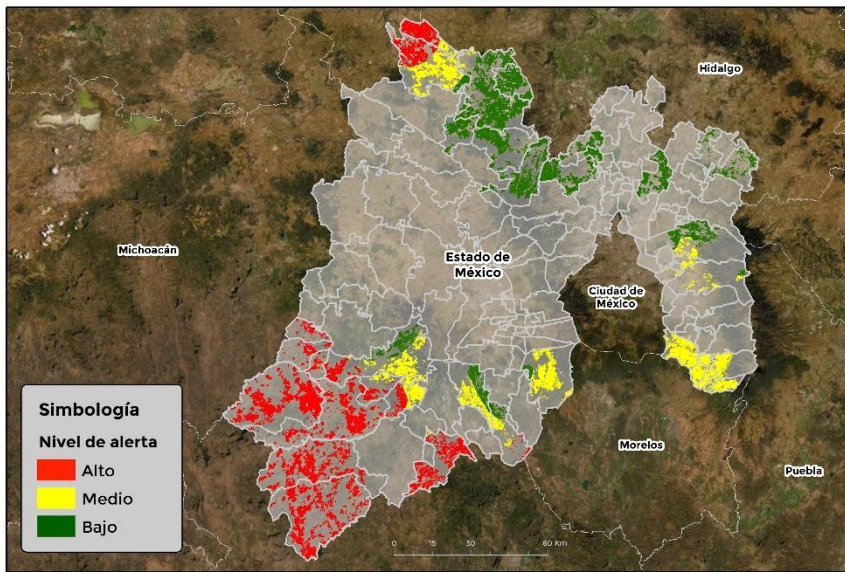 Hidalgo
Michoacán
Estado de
México
Ciudad de
México
Simbología
Nivel de alerta
Alto
Medio
Bajo
Morelos
Puebla
0 15 30 60 Km